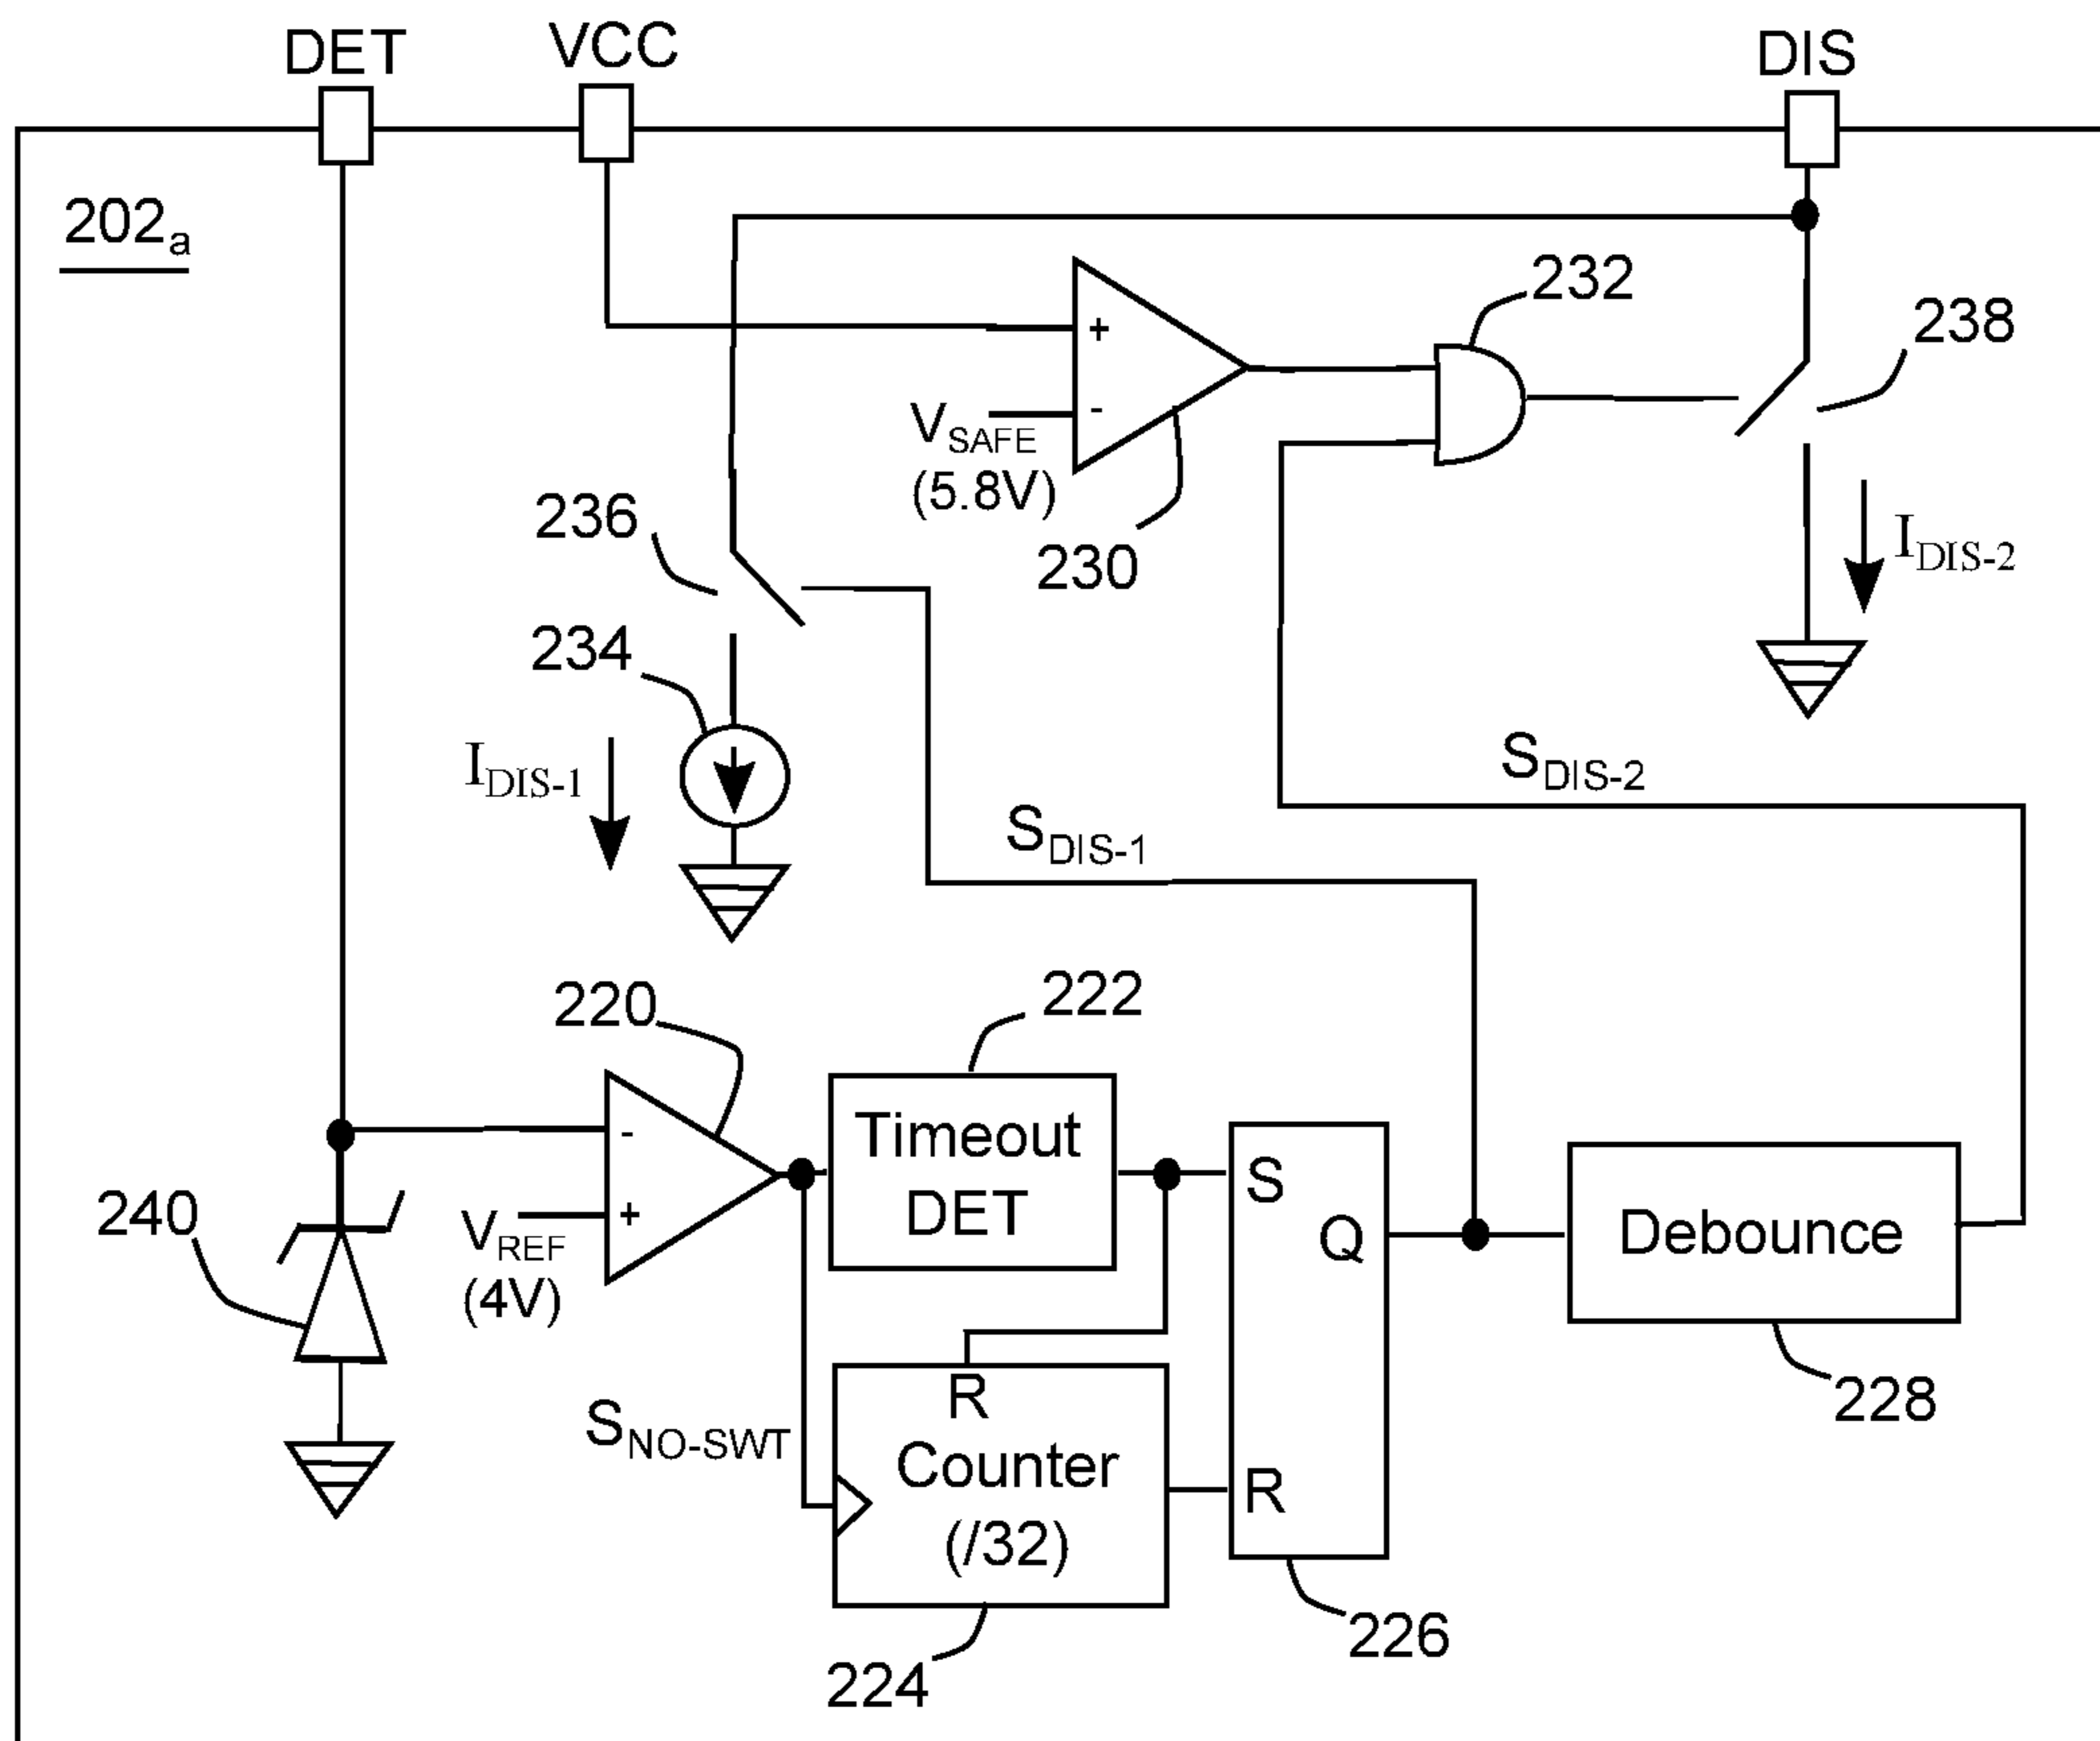 DET
VCC
DIS
202a
232
238
+
-
VSAFE
(5.8V)
230
236
234
IDIS-2
IDIS-1
SDIS-2
SDIS-1
220
222
-
+
VREF
(4V)
240
Timeout
DET
S
Q
R
Debounce
228
SNO-SWT
R
Counter
(/32)
224
226